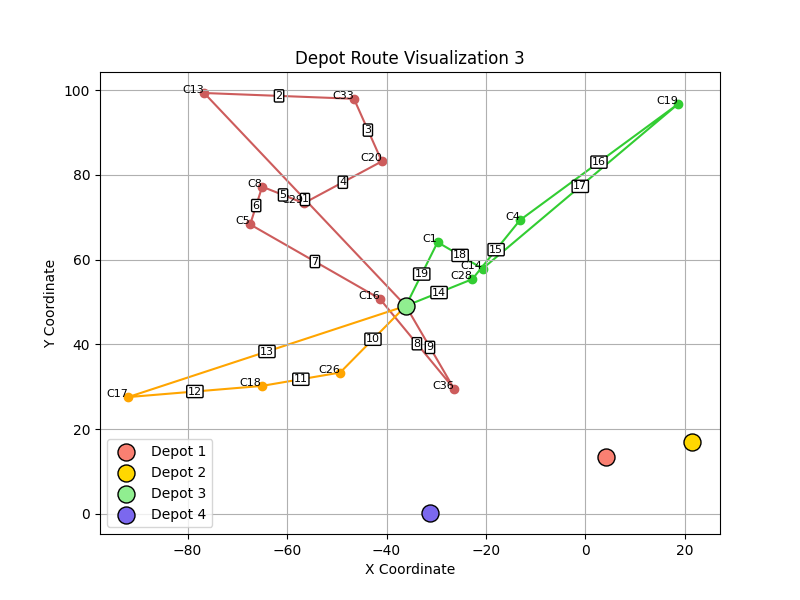 Depot Route Visualization 3
100
80
60
40
20
0
Y Coordinate
−80
−60
−40
−20
0
20
X Coordinate
C13
2
C33
3
C20
C8
5
4
C29
1
6
C5
7
C16
C19
16
17
C4
C1
18
15
C14
19
C28
14
8
9
C36
10
13
C26
11
C18
12
C17
Depot 1
Depot 2
Depot 3
Depot 4